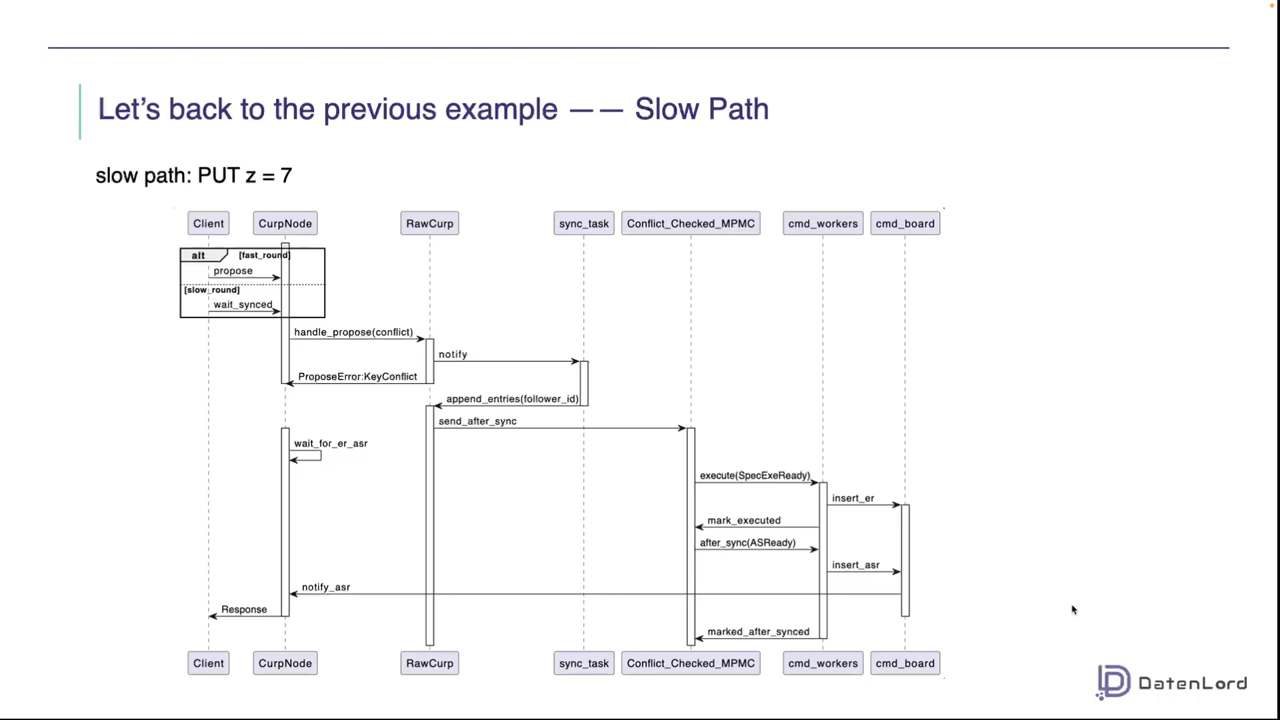 Let's back to the previous example —— Slow Path
slow path: PUT z = 7
Client CurpNode RawCurp sync_task Conflict_Checked_MPMC cmd_workers cmd_board
alt [fast_round]
propose
[slow_round]
wait_synced
handle_propose(conflict)
notify
ProposeError:KeyConflict
append_entries(follower_id)
send_after_sync
wait_for_er_asr
execute(SpecExeReady)
insert_er
mark_executed
after_sync(ASReady)
insert_asr
notify_asr
Response
marked_after_synced
Client CurpNode RawCurp sync_task Conflict_Checked_MPMC cmd_workers cmd_board
DatenLord